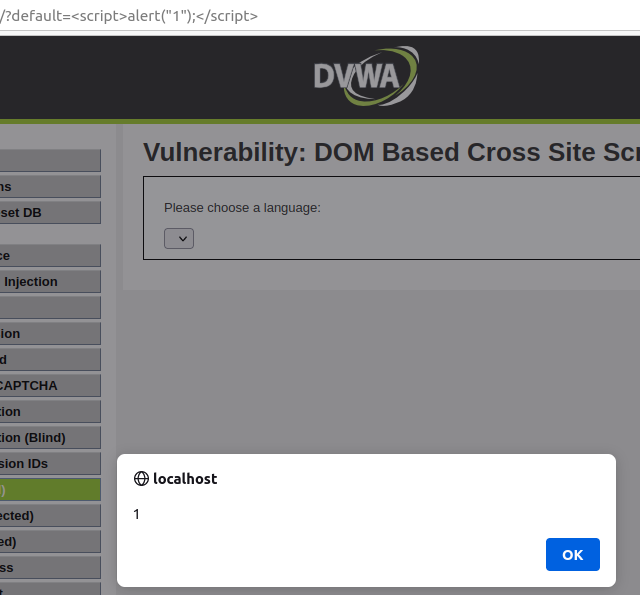 /?default=<script>alert("1");</script>
DVWA
Vulnerability: DOM Based Cross Site Scr
ns
set DB
Please choose a language:
ce
Injection
ion
d
CAPTCHA
tion
tion (Blind)
sion IDs
)
ected)
ed)
ss
localhost
1
OK